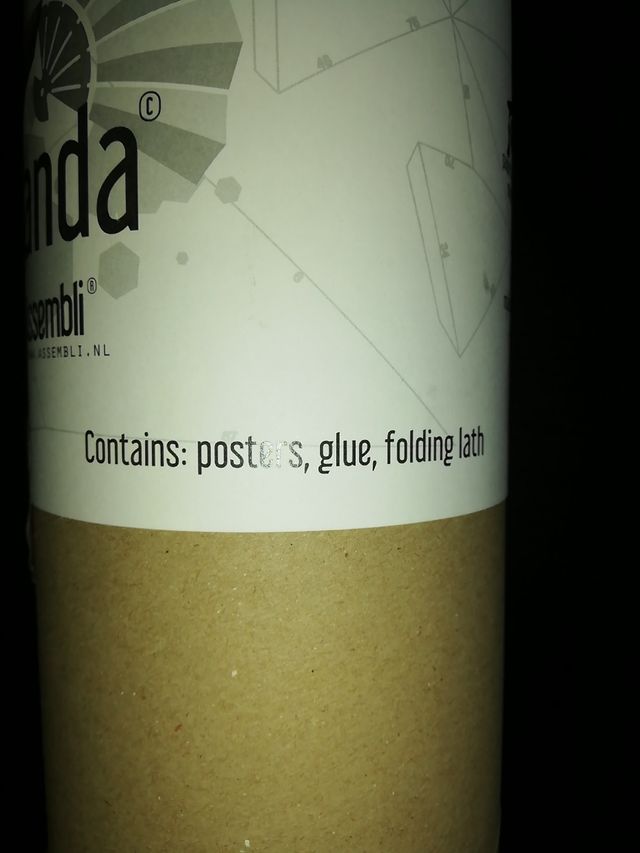 anda©
ssembli®
ASSEMBLI.NL
Contains: posters, glue, folding lath